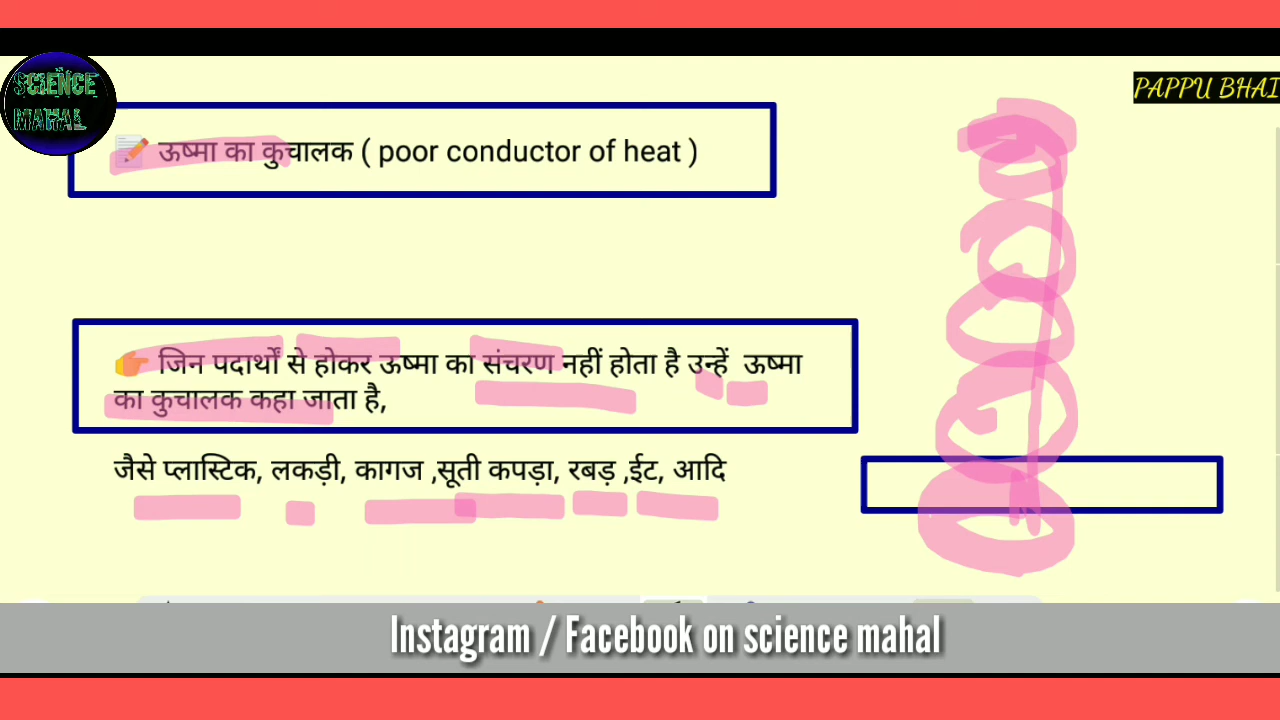 SCIENCE
MAHAL
PAPPU BHAI
📝 ऊष्मा का कुचालक ( poor conductor of heat )
👉 जिन पदार्थों से होकर ऊष्मा का संचरण नहीं होता है उन्हें ऊष्मा
का कुचालक कहा जाता है,
जैसे प्लास्टिक, लकड़ी, कागज ,सूती कपड़ा, रबड़ ,ईट, आदि
Instagram / Facebook on science mahal